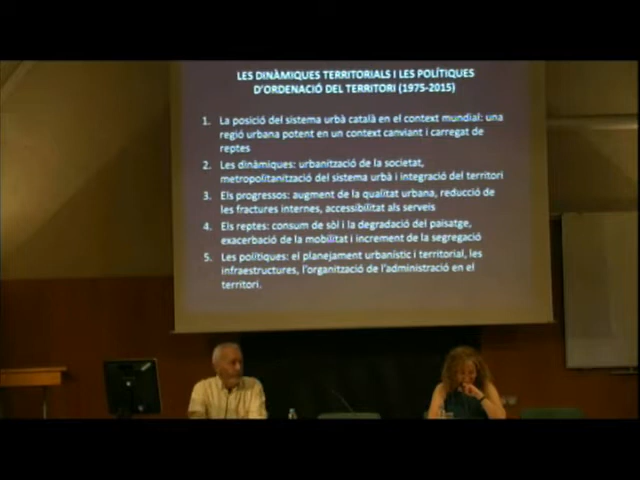 LES DINÀMIQUES TERRITORIALS I LES POLÍTIQUES
D'ORDENACIÓ DEL TERRITORI (1975-2015)
1. La posició del sistema urbà català en el context mundial: una
regió urbana potent en un context canviant i carregat de
reptes
2. Les dinàmiques: urbanització de la societat,
metropolitanització del sistema urbà i integració del territori
3. Els progressos: augment de la qualitat urbana, reducció de
les fractures internes, accessibilitat als serveis
4. Els reptes: consum de sòl i la degradació del paisatge,
exacerbació de la mobilitat i increment de la segregació
5. Les polítiques: el planejament urbanístic i territorial, les
infraestructures, l'organització de l'administració en el
territori.